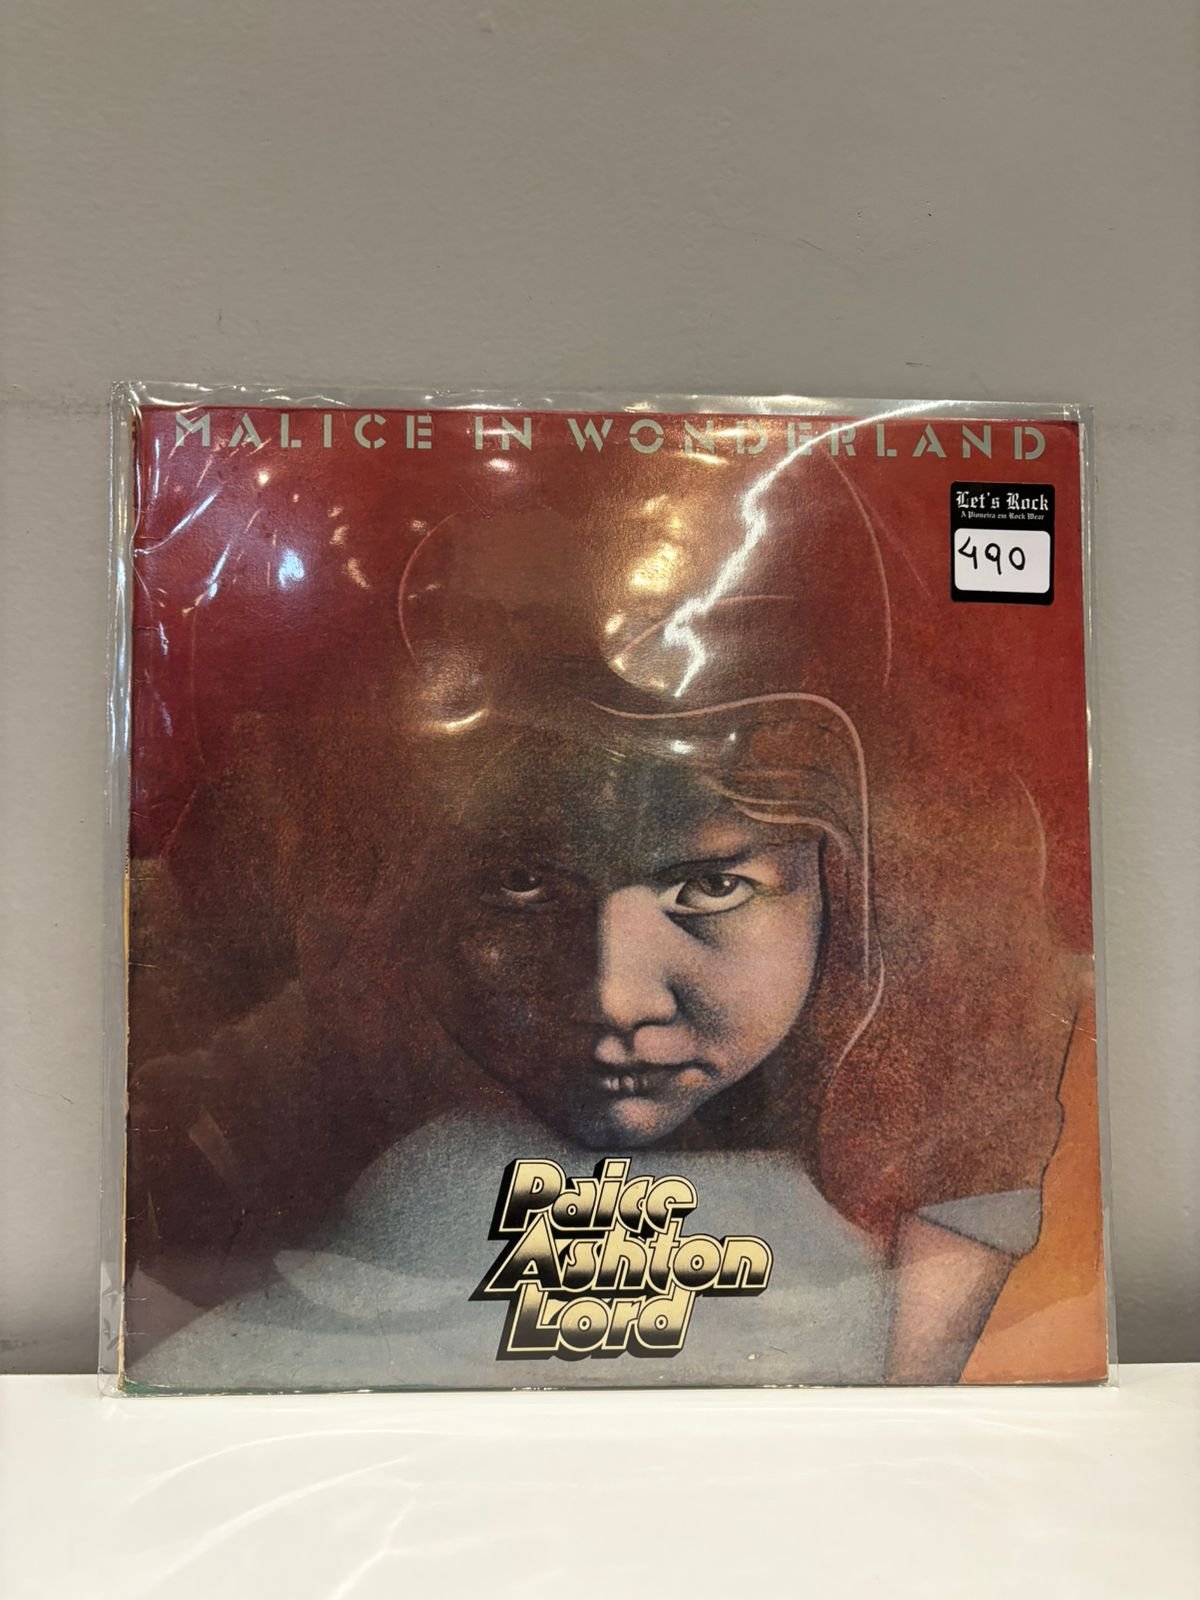 MALICE IN WONDERLAND
Let's Rock
A Pioneira em Rock Wear
490
Paice
Ashton
Lord